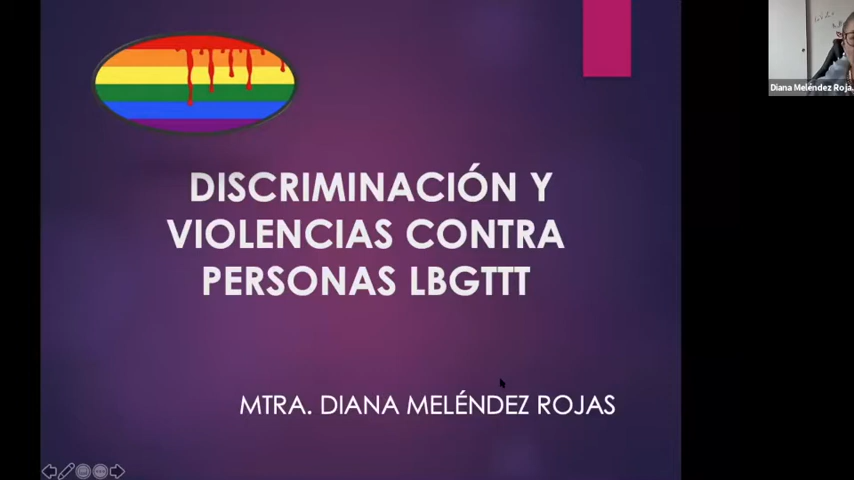 DISCRIMINACIÓN Y
VIOLENCIAS CONTRA
PERSONAS LBGTTT
MTRA. DIANA MELÉNDEZ ROJAS
Diana Meléndez Roja